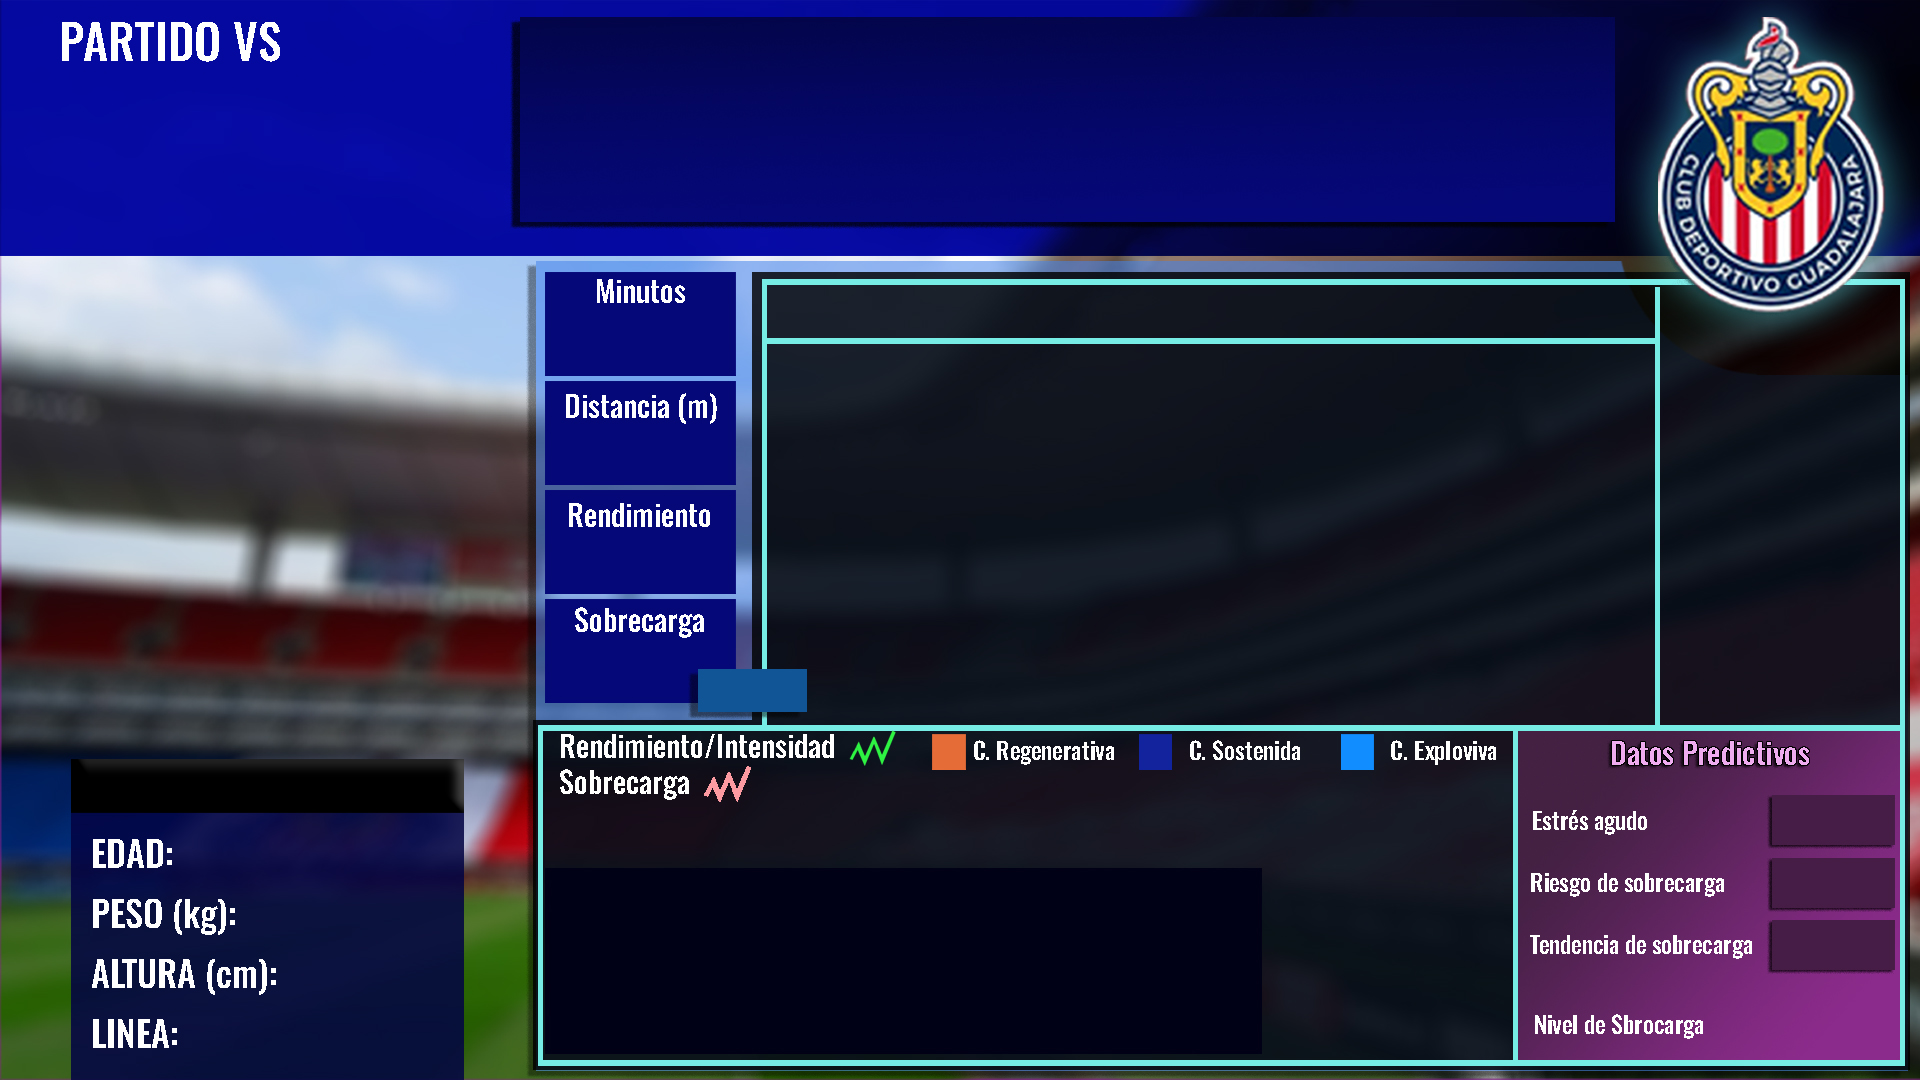 PARTIDO VS
CLUB DEPORTIVO GUADALAJARA
Minutos
Distancia (m)
Rendimiento
Sobrecarga
Rendimiento/Intensidad
Sobrecarga
C. Regenerativa
C. Sostenida
C. Exploviva
Datos Predictivos
Estrés agudo
Riesgo de sobrecarga
Tendencia de sobrecarga
Nivel de Sbrocarga
EDAD:
PESO (kg):
ALTURA (cm):
LINEA: